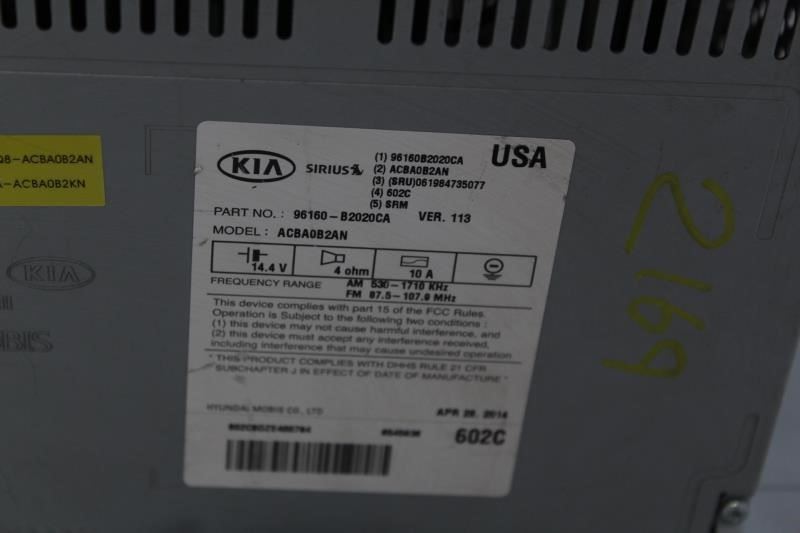 Q8-ACBA0B2AN
A-ACBA0B2KN
KIA
KIA
SIRIUS
(1) 96160B2020CA
(2) ACBA0B2AN
(3) (SRU)061984735077
(4) 602C
(5) SRM
USA
PART NO. : 96160-B2020CA VER. 113
MODEL : ACBA0B2AN
14.4 V
4 ohm
10 A
FREQUENCY RANGE AM 530-1710 KHz
FM 87.5-107.9 MHz
This device complies with part 15 of the FCC Rules.
Operation is Subject to the following two conditions :
(1) this device may not cause harmful interference, and
(2) this device must accept any interference received,
including interference that may cause undesired operation
* THIS PRODUCT COMPLIES WITH DHHS RULE 21 CFR
SUBCHAPTER J IN EFFECT OF DATE OF MANUFACTURE *
HYUNDAI MOBIS CO., LTD
APR 28. 2014
602C
2169